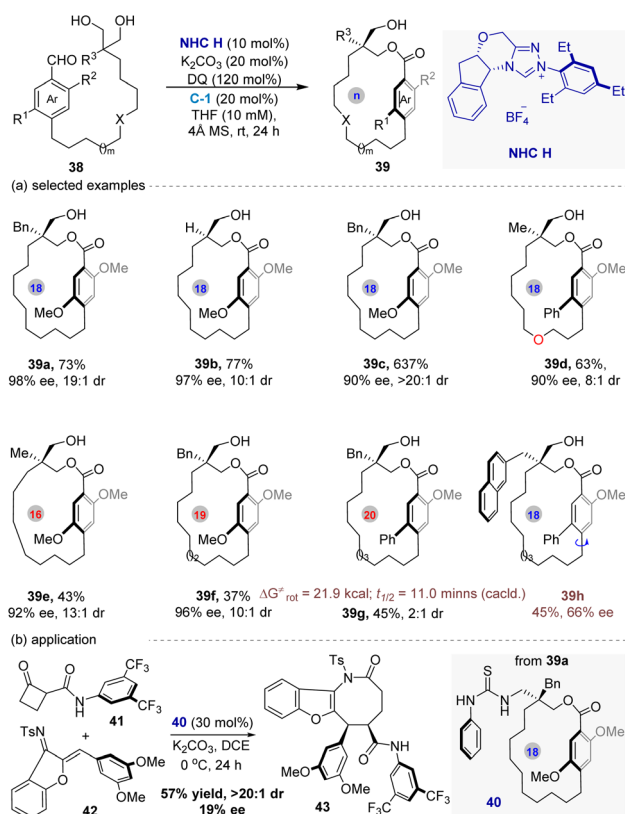 HO OH
R³
CHO
R²
Ar
R¹
X
( )m
38
NHC H (10 mol%)
K₂CO₃ (20 mol%)
DQ (120 mol%)
C-1 (20 mol%)
THF (10 mM),
4Å MS, rt, 24 h
R³ OH
O O
R²
n
Ar
R¹
X
( )m
39
O
N Et
N
N+
Et
Et
BF₄−
NHC H
(a) selected examples
Bn OH
O O
OMe
18
MeO
39a, 73%
98% ee, 19:1 dr
H OH
O O
OMe
18
MeO
39b, 77%
97% ee, 10:1 dr
OH
O O
OMe
18
MeO
39c, 637%
90% ee, >20:1 dr
Me OH
O O
OMe
18
Ph
O
39d, 63%,
90% ee, 8:1 dr
Me OH
O O
OMe
16
MeO
39e, 43%
92% ee, 13:1 dr
Bn OH
O O
OMe
19
MeO
( )2
39f, 37%
96% ee, 10:1 dr
Bn OH
O O
OMe
20
Ph
( )3
ΔG≠rot = 21.9 kcal; t1/2 = 11.0 minns (cacld.)
39g, 45%, 2:1 dr
OH
O O
OMe
18
Ph
( )3
39h
45%, 66% ee
(b) application
O O
N
H
CF₃
CF₃
41
+
TsN
O
OMe
OMe
42
40 (30 mol%)
K₂CO₃, DCE
0 °C, 24 h
57% yield, >20:1 dr
19% ee
Ts
N O
O
O NH
MeO
OMe
CF₃
F₃C
43
from 39a
S
HN N
H
Bn
O O
OMe
18
MeO
40